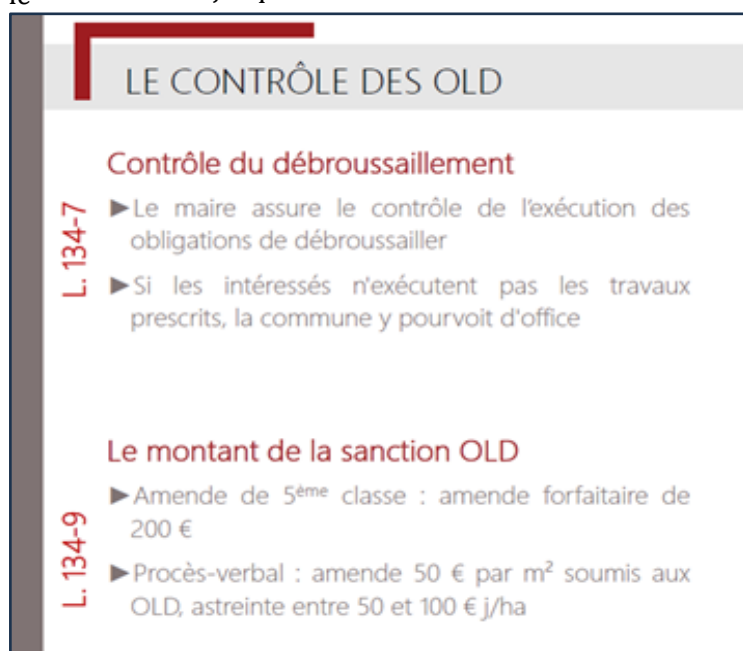 LE CONTRÔLE DES OLD
Contrôle du débroussaillement
L. 134-7
►Le maire assure le contrôle de l'exécution des
obligations de débroussailler
►Si les intéressés n'exécutent pas les travaux
prescrits, la commune y pourvoit d'office
Le montant de la sanction OLD
L. 134-9
►Amende de 5ème classe : amende forfaitaire de
200 €
►Procès-verbal : amende 50 € par m² soumis aux
OLD, astreinte entre 50 et 100 € j/ha